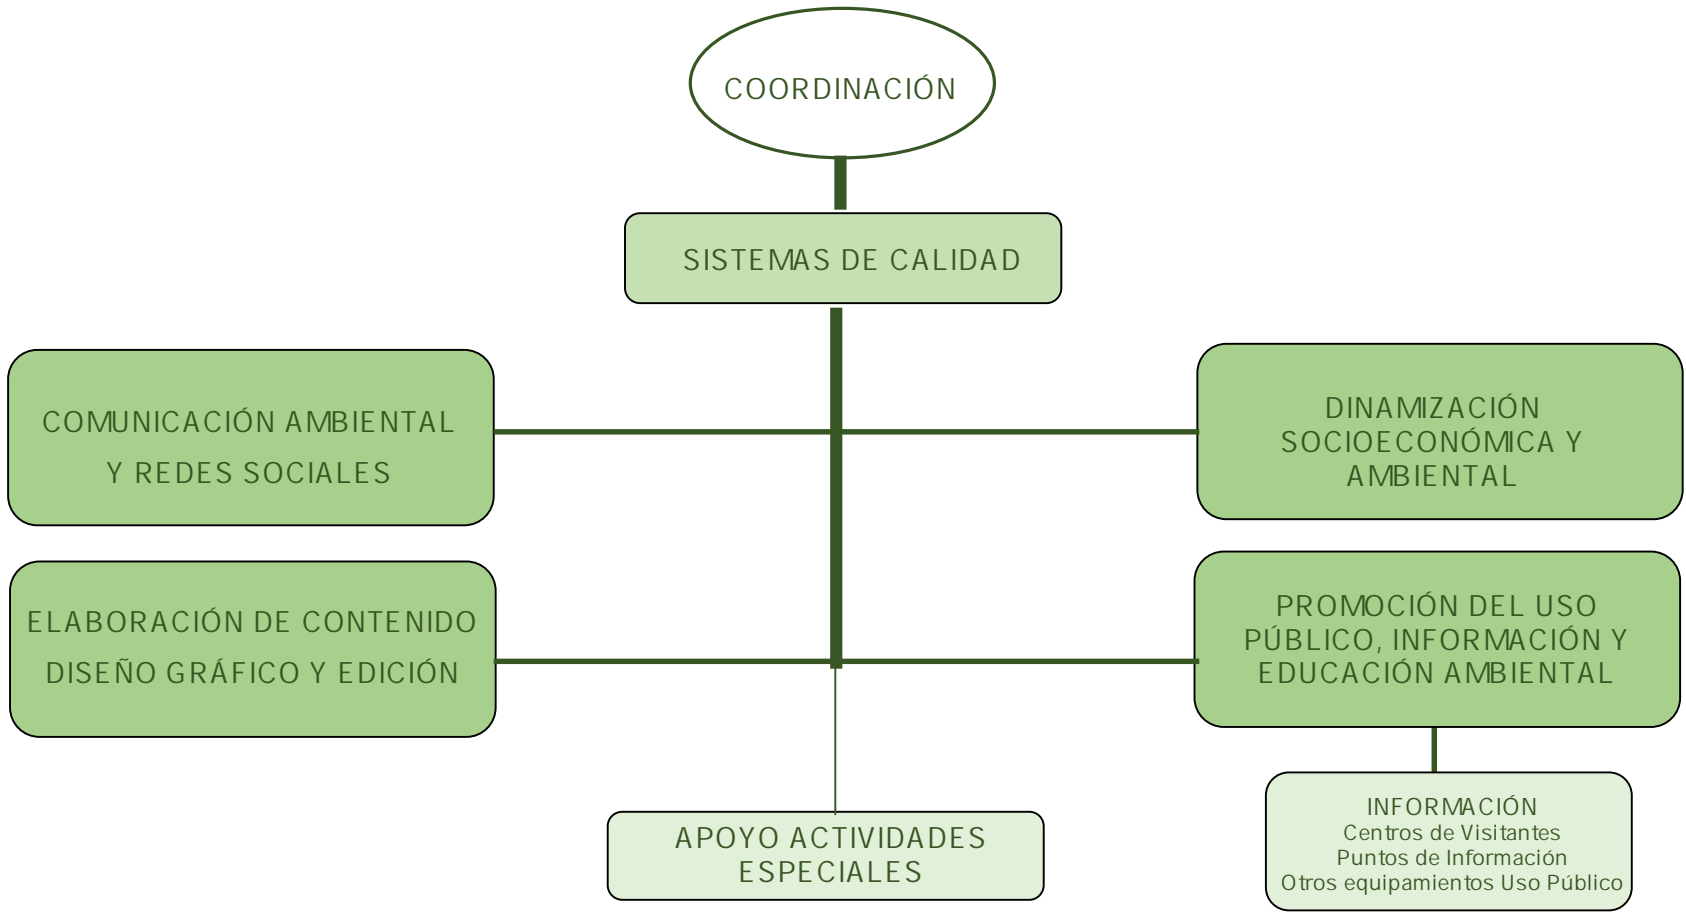 COORDINACIÓN
SISTEMAS DE CALIDAD
COMUNICACIÓN AMBIENTAL
Y REDES SOCIALES
DINAMIZACIÓN
SOCIOECONÓMICA Y
AMBIENTAL
ELABORACIÓN DE CONTENIDO
DISEÑO GRÁFICO Y EDICIÓN
PROMOCIÓN DEL USO
PÚBLICO, INFORMACIÓN Y
EDUCACIÓN AMBIENTAL
APOYO ACTIVIDADES
ESPECIALES
INFORMACIÓN
Centros de Visitantes
Puntos de Información
Otros equipamientos Uso Público